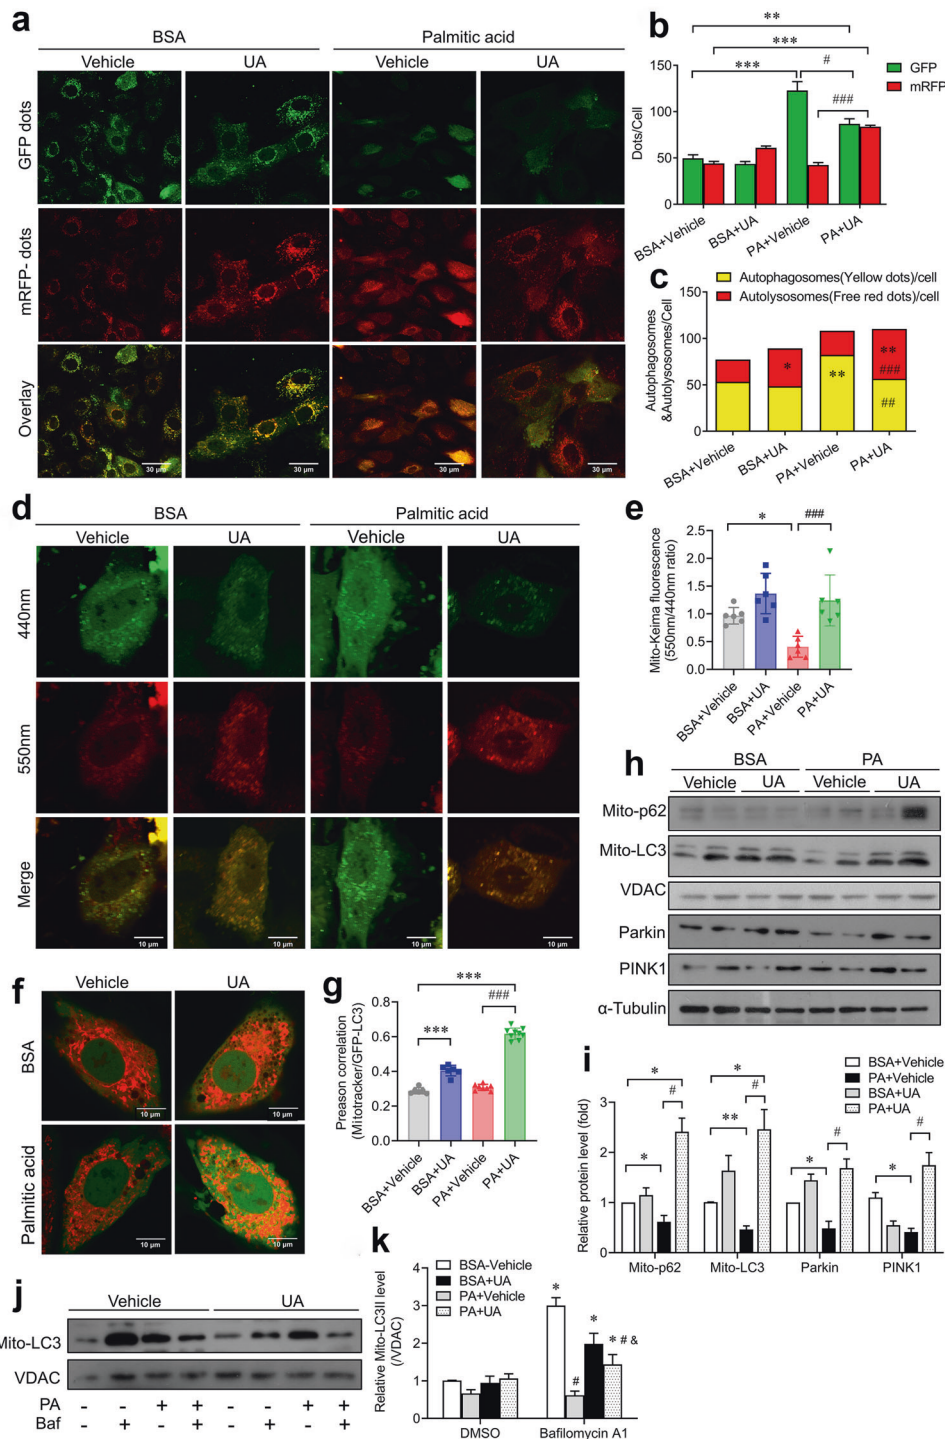 a
BSA
Palmitic acid
Vehicle
UA
Vehicle
UA
GFP dots
mRFP- dots
Overlay
30 μm
30 μm
30 μm
30 μm
b
**
***
***
#
###
GFP
mRFP
Dots/Cell
150
100
50
0
BSA+Vehicle
BSA+UA
PA+Vehicle
PA+UA
c
Autophagosomes(Yellow dots)/cell
Autolysosomes(Free red dots)/cell
Autophagosomes
&Autolysosomes/Cell
150
100
50
0
*
**
**
###
##
BSA+Vehicle
BSA+UA
PA+Vehicle
PA+UA
d
BSA
Palmitic acid
Vehicle
UA
Vehicle
UA
440nm
550nm
Merge
10 μm
10 μm
10 μm
10 μm
e
*
###
Mito-Keima fluorescence
(550nm/440nm ratio)
2.5
2.0
1.5
1.0
0.5
0.0
BSA+Vehicle
BSA+UA
PA+Vehicle
PA+UA
f
Vehicle
UA
BSA
Palmitic acid
10 μm
10 μm
10 μm
10 μm
g
***
###
***
Preason correlation
(Mitotracker/GFP-LC3)
0.8
0.6
0.4
0.2
0.0
BSA+Vehicle
BSA+UA
PA+Vehicle
PA+UA
h
BSA
PA
Vehicle
UA
Vehicle
UA
Mito-p62
Mito-LC3
VDAC
Parkin
PINK1
α-Tubulin
i
BSA+Vehicle
PA+Vehicle
BSA+UA
PA+UA
Relative protein level (fold)
3
2
1
0
*
#
*
*
#
**
#
*
#
*
Mito-p62
Mito-LC3
Parkin
PINK1
j
Vehicle
UA
Mito-LC3
VDAC
PA - - + + - - + +
Baf - + - + - + - +
k
BSA-Vehicle
BSA+UA
PA+Vehicle
PA+UA
Relative Mito-LC3II level
(/VDAC)
4
3
2
1
0
*
#
*
* # &
DMSO
Bafilomycin A1